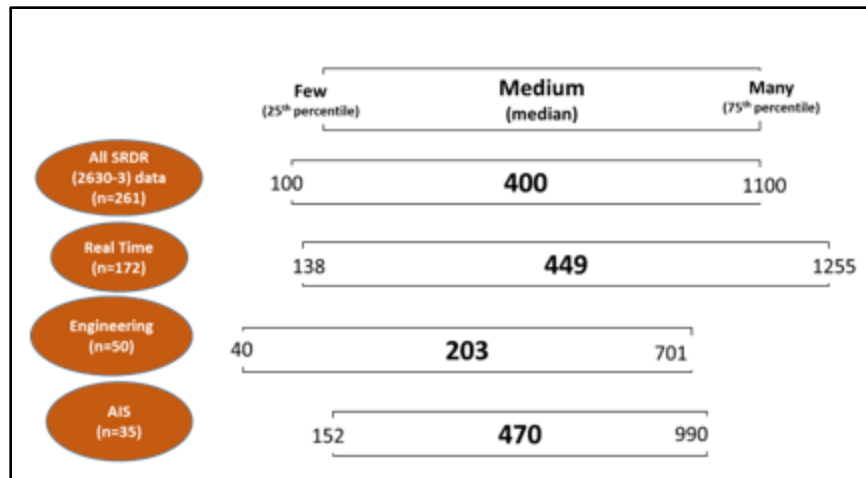 Few
(25th percentile)
Medium
(median)
Many
(75th percentile)
All SRDR
(2630-3) data
(n=261)
100
400
1100
Real Time
(n=172)
138
449
1255
Engineering
(n=50)
40
203
701
AIS
(n=35)
152
470
990